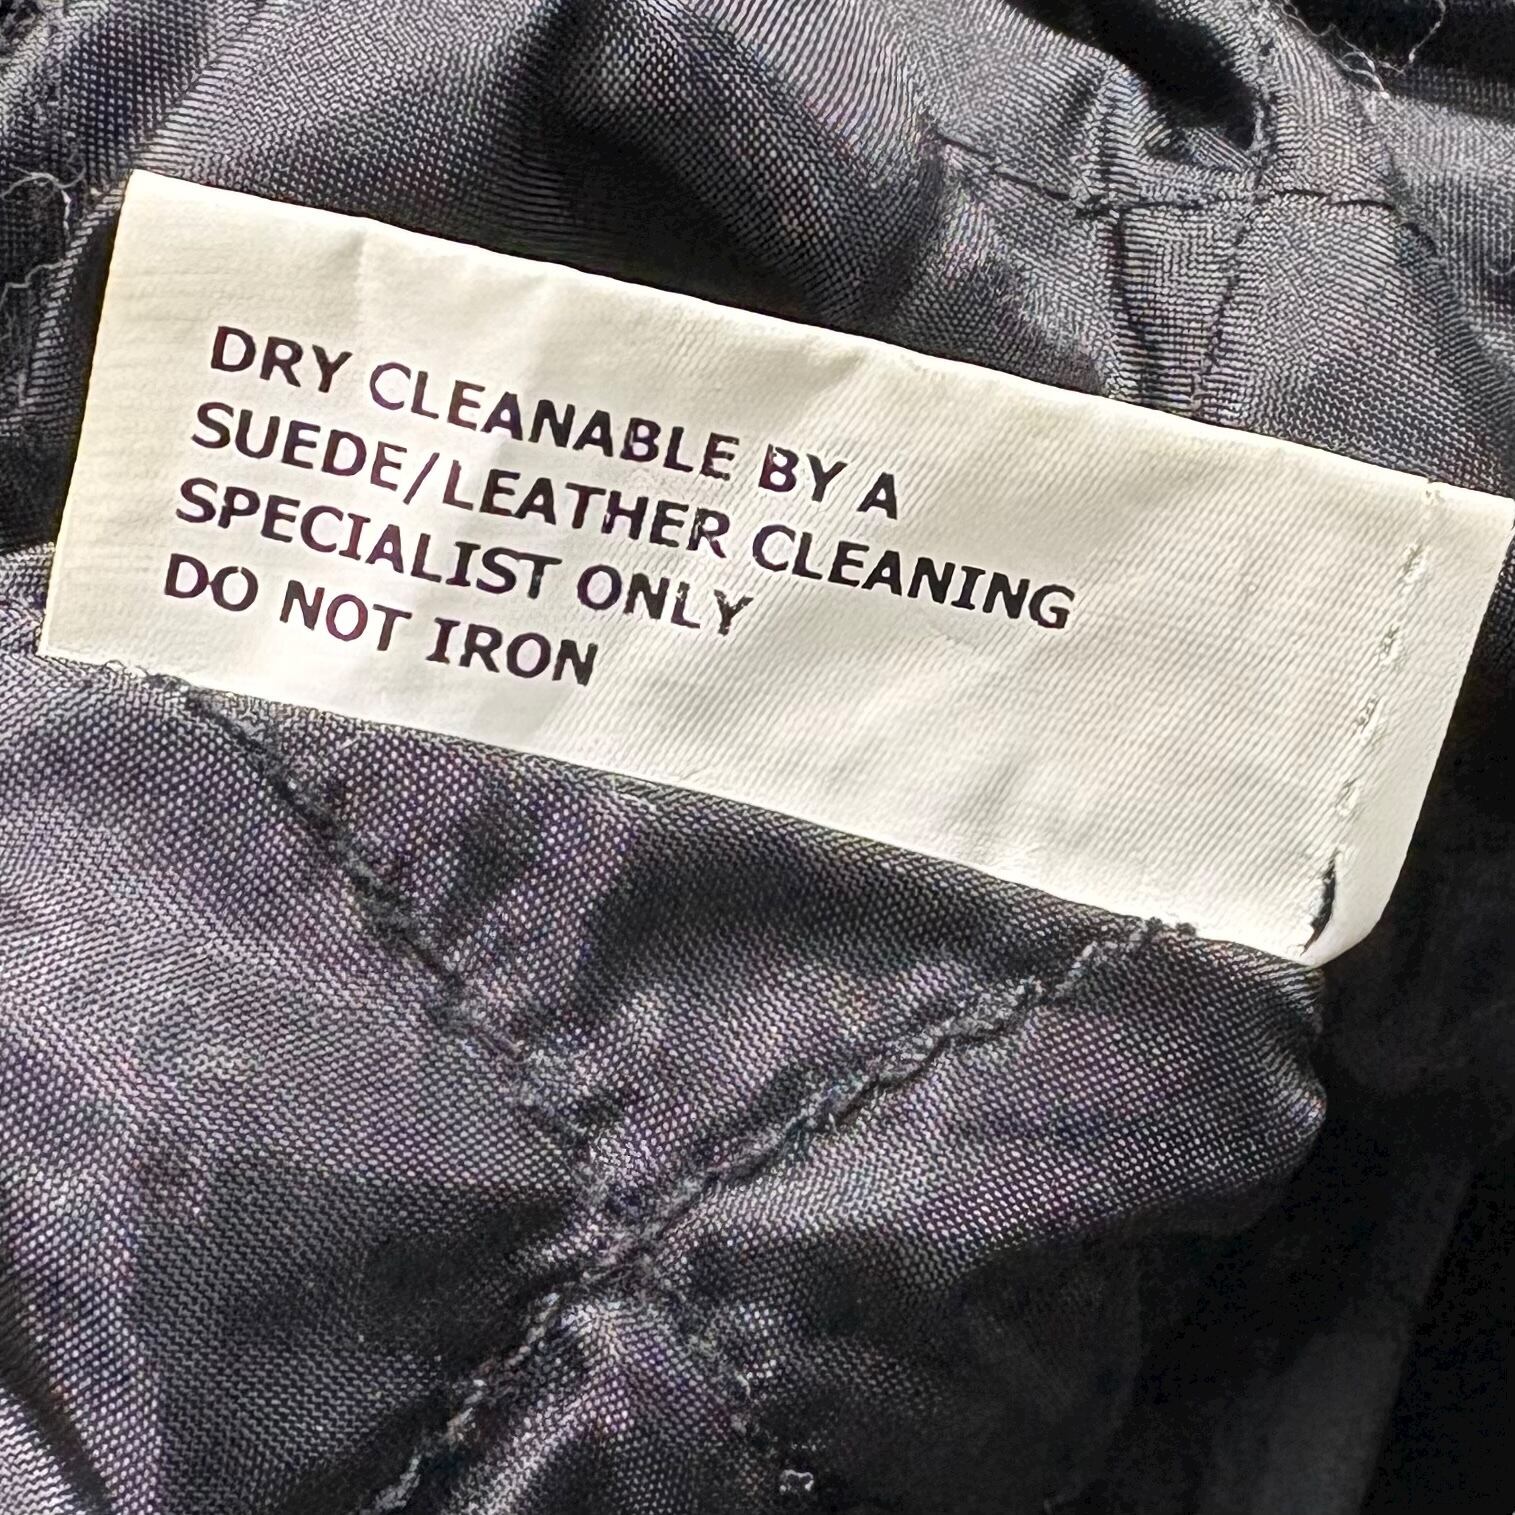 DRY CLEANABLE BY A
SUEDE/LEATHER CLEANING
SPECIALIST ONLY
DO NOT IRON